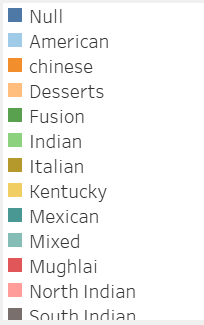 Null
American
chinese
Desserts
Fusion
Indian
Italian
Kentucky
Mexican
Mixed
Mughlai
North Indian
South Indian